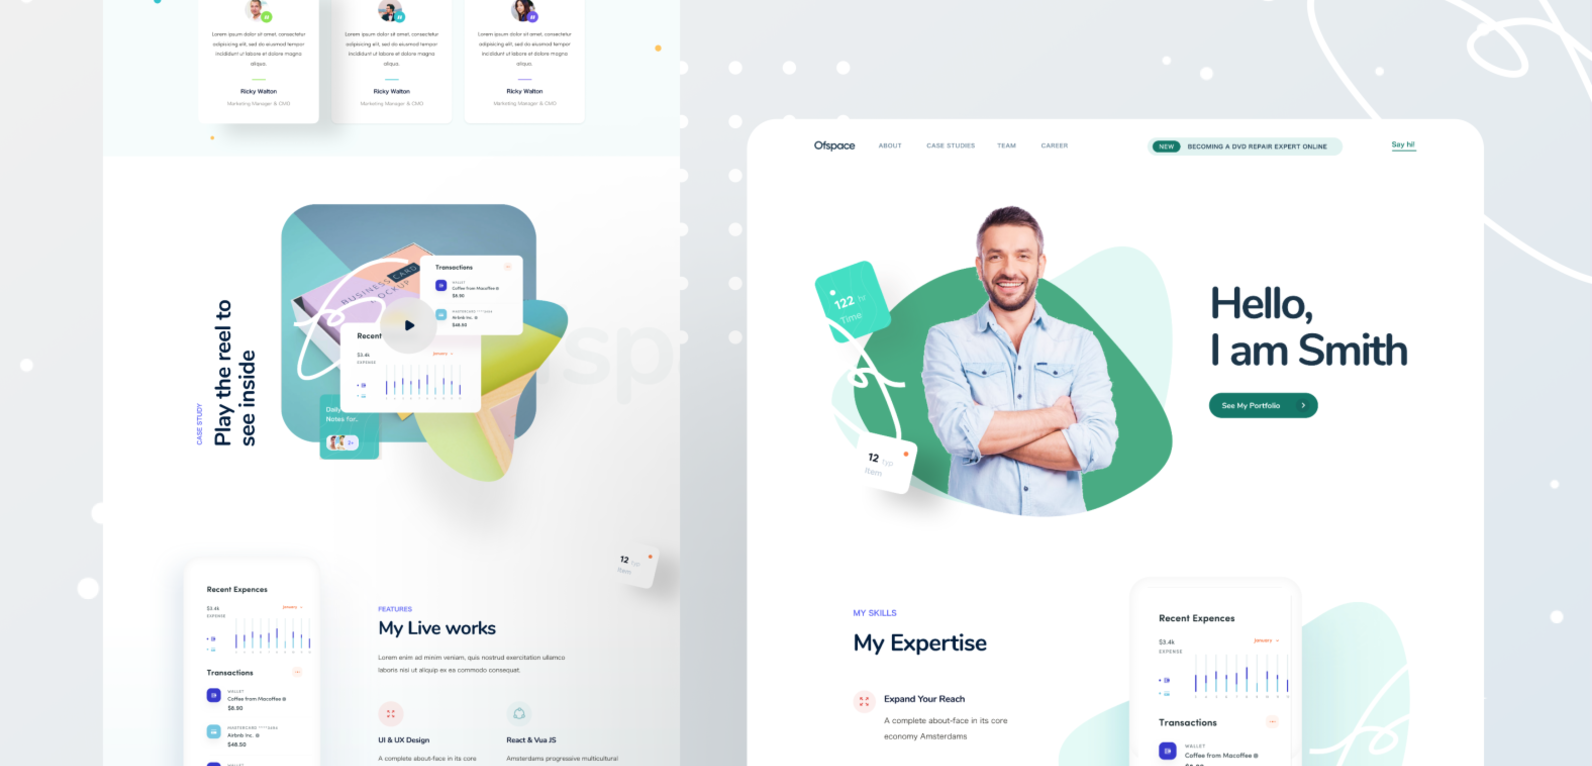 Lorem ipsum dolor sit amet, consectetur
adipiscing elit, sed do eiusmod tempor
incididunt ut labore et dolore magna
aliqua.
Ricky Walton
Marketing Manager & CMO
Lorem ipsum dolor sit amet, consectetur
adipiscing elit, sed do eiusmod tempor
incididunt ut labore et dolore magna
aliqua.
Ricky Walton
Marketing Manager & CMO
Lorem ipsum dolor sit amet, consectetur
adipiscing elit, sed do eiusmod tempor
incididunt ut labore et dolore magna
aliqua.
Ricky Walton
Marketing Manager & CMO
CASE STUDY
Play the reel to
see inside
BUSINESS CARD
MOCKUP
Transactions
WALLET
Coffee from Macoffee
$8.50
MASTERCARD
Airbnb Inc.
$46.50
Recent
$3.4k
EXPENSE
January
Daily
Notes for.
sp
12 typ
Item
Recent Expences
$3.4k
EXPENSE
January
Transactions
WALLET
Coffee from Macoffee
$8.50
MASTERCARD
Airbnb Inc.
$46.50
WALLET
FEATURES
My Live works
Lorem enim ad minim veniam, quis nostrud exercitation ullamco
laboris nisi ut aliquip ex ea commodo consequat
UI & UX Design
A complete about-face in its core
React & Vua JS
Amsterdams progressive multicultural
Ofspace
ABOUT
CASE STUDIES
TEAM
CAREER
NEW
BECOMING A DVD REPAIR EXPERT ONLINE
Say hi!
122 hr
Time
12 typ
Item
Hello,
I am Smith
See My Portfolio
MY SKILLS
My Expertise
Expand Your Reach
A complete about-face in its core
economy Amsterdams
Recent Expences
$3.4k
EXPENSE
January
Transactions
WALLET
Coffee from Macoffee